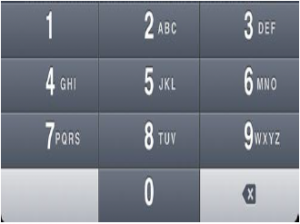 1 2 ABC 3 DEF
4 GHI 5 JKL 6 MNO
7 PQRS 8 TUV 9 WXYZ
0